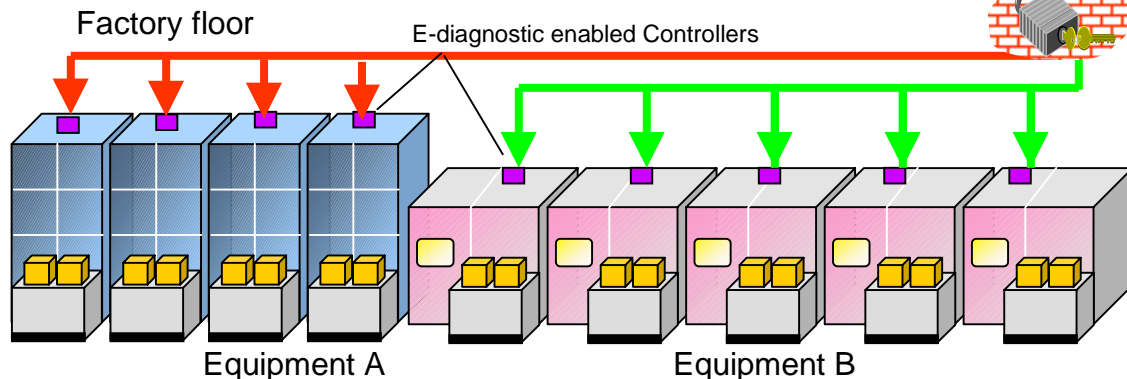 Factory floor
E-diagnostic enabled Controllers
Equipment A
Equipment B